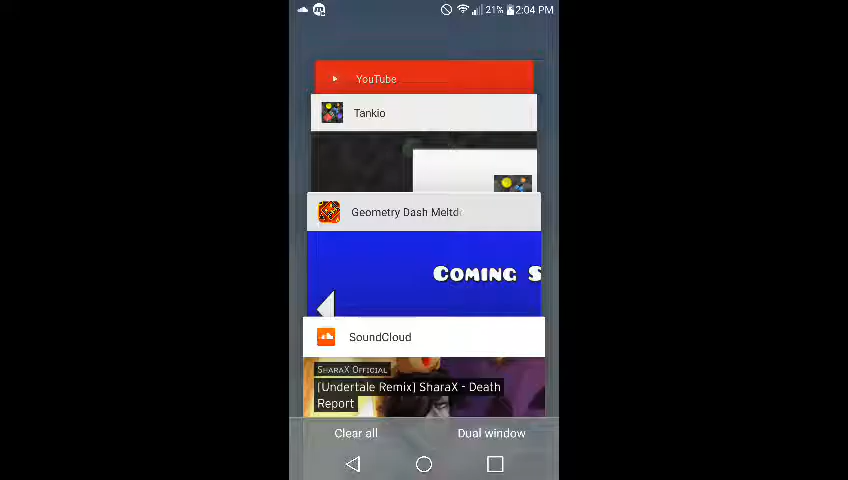 21% 2:04 PM
YouTube
Tankio
Geometry Dash Meltd
COMING S
SoundCloud
SHARAX OFFICIAL
[Undertale Remix] SharaX - Death
Report
Clear all Dual window